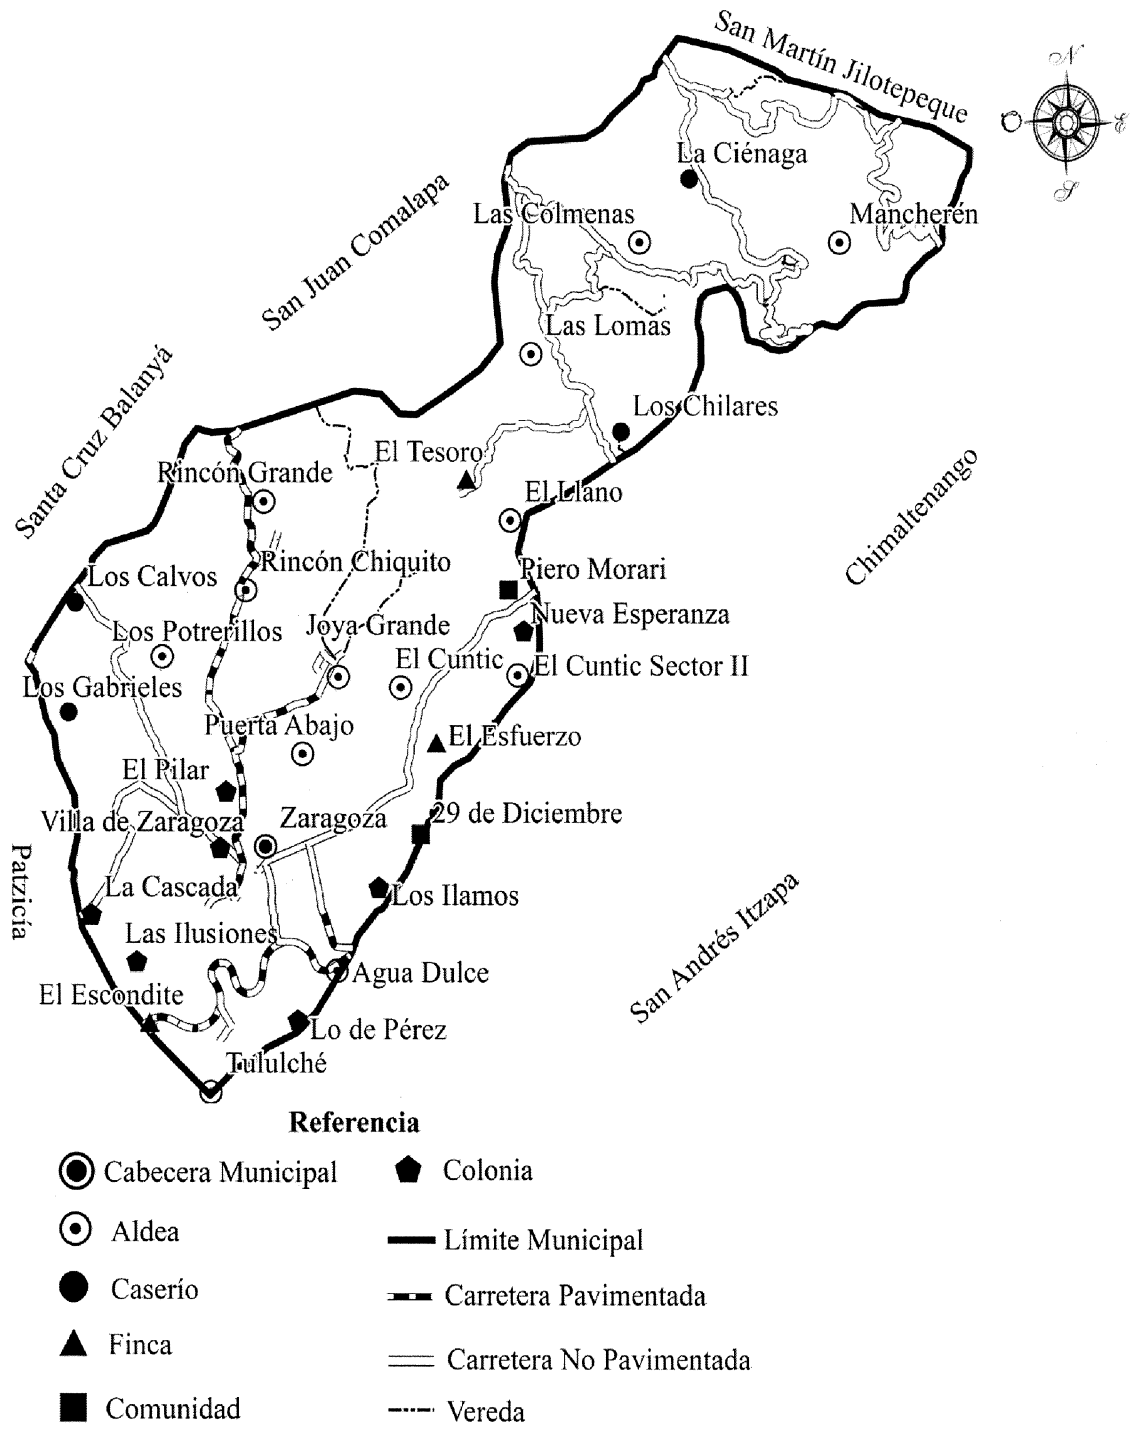 San Martín Jilotepeque
N
O
E
S
La Ciénaga
San Juan Comalapa
Las Colmenas
Mancherén
Las Lomas
Santa Cruz Balanyá
Los Chilares
El Tesoro
Rincón Grande
El Llano
Chimaltenango
Rincón Chiquito
Piero Morari
Los Calvos
Nueva Esperanza
Los Potrerillos
Joya Grande
El Cuntic
El Cuntic Sector II
Los Gabrieles
Puerta Abajo
El Esfuerzo
El Pilar
Villa de Zaragoza
Zaragoza
29 de Diciembre
Patzicía
La Cascada
Los Ilamos
San Andrés Itzapa
Las Ilusiones
Agua Dulce
El Escondite
Lo de Pérez
Tululché
Referencia
Cabecera Municipal
Aldea
Caserío
Finca
Comunidad
Colonia
Límite Municipal
Carretera Pavimentada
Carretera No Pavimentada
Vereda